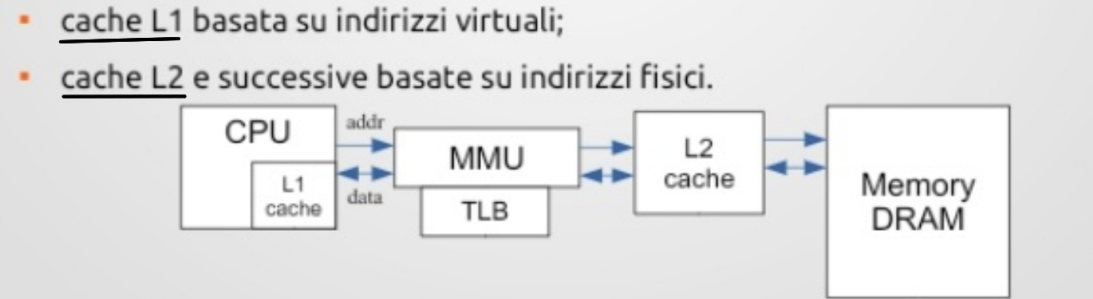 ▪ cache L1 basata su indirizzi virtuali;
▪ cache L2 e successive basate su indirizzi fisici.
CPU
L1
cache
addr
data
MMU
TLB
L2
cache
Memory
DRAM